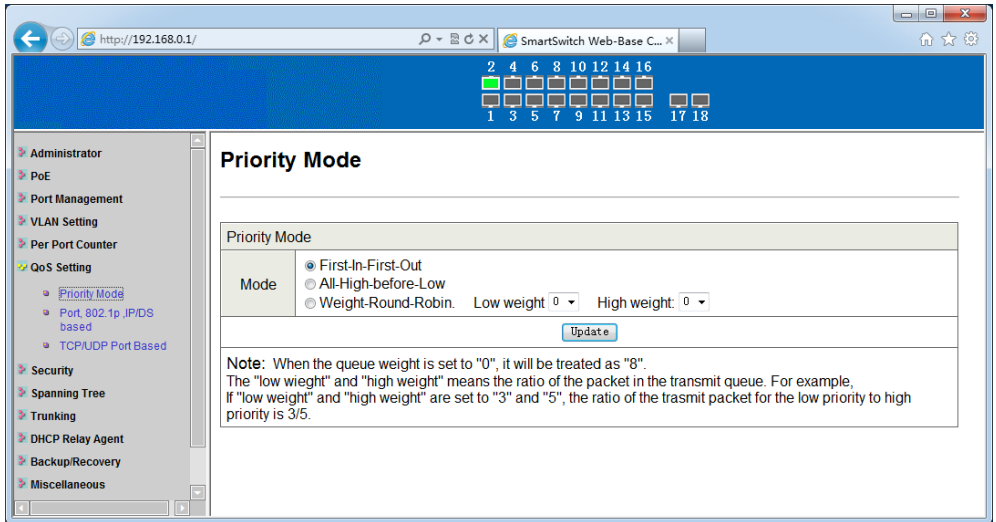 http://192.168.0.1/
SmartSwitch Web-Base C...
2 4 6 8 10 12 14 16
1 3 5 7 9 11 13 15 17 18
Administrator
PoE
Port Management
VLAN Setting
Per Port Counter
QoS Setting
Priority Mode
Port, 802.1p ,IP/DS
based
TCP/UDP Port Based
Security
Spanning Tree
Trunking
DHCP Relay Agent
Backup/Recovery
Miscellaneous
Priority Mode
Priority Mode
Mode
First-In-First-Out
All-High-before-Low
Weight-Round-Robin. Low weight 0 High weight: 0
Update
Note: When the queue weight is set to "0", it will be treated as "8".
The "low wieght" and "high weight" means the ratio of the packet in the transmit queue. For example,
If "low weight" and "high weight" are set to "3" and "5", the ratio of the trasmit packet for the low priority to high
priority is 3/5.